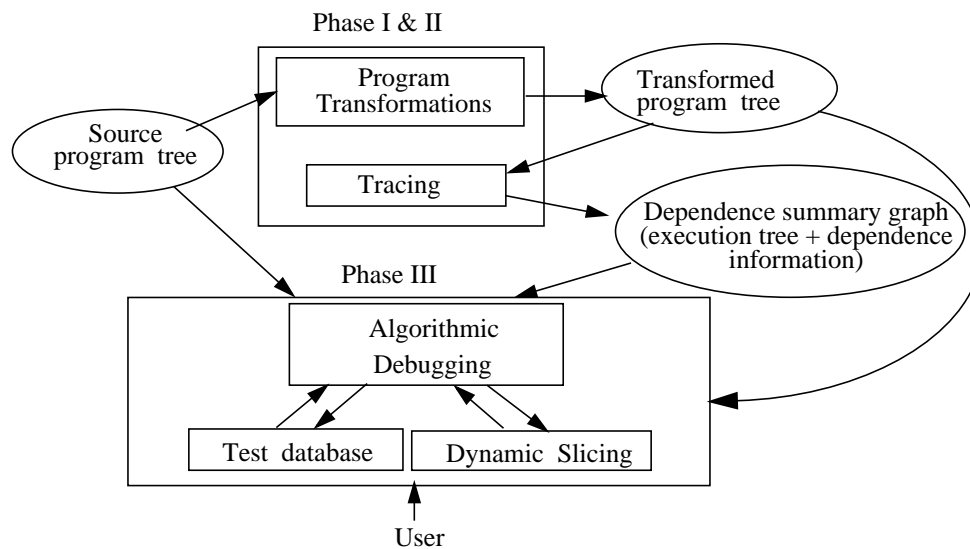 Phase I & II
Program
Transformations
Transformed
program tree
Source
program tree
Tracing
Dependence summary graph
(execution tree + dependence
information)
Phase III
Algorithmic
Debugging
Test database
Dynamic Slicing
User